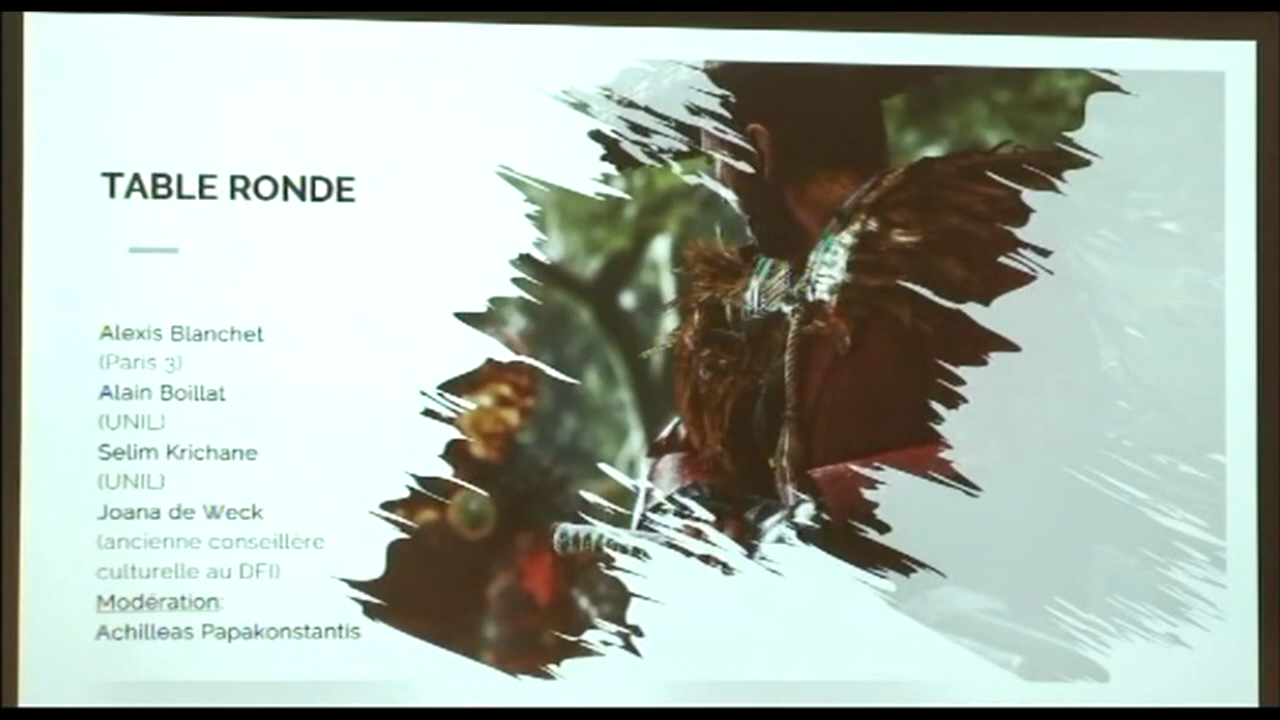 TABLE RONDE
Alexis Blanchet
(Paris 3)
Alain Boillat
(UNIL)
Selim Krichane
(UNIL)
Joana de Weck
(ancienne conseillère
culturelle au DFI)
Modération:
Achilleas Papakonstantis